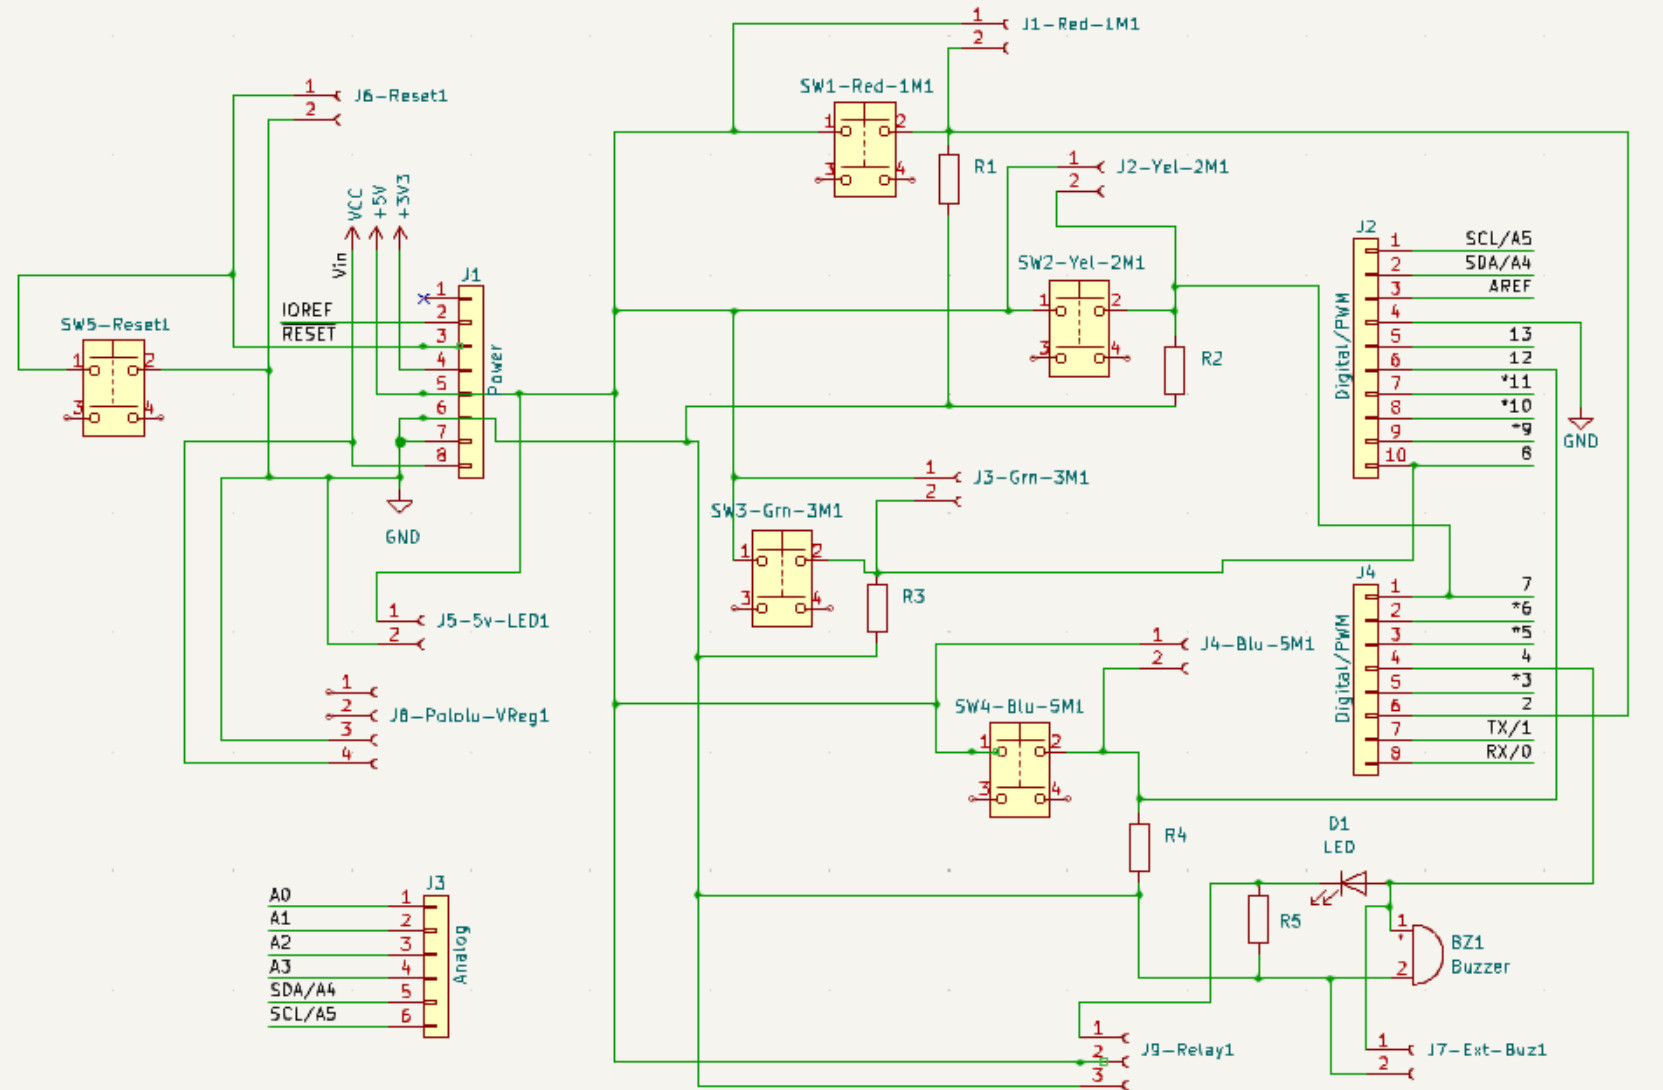 1
2
J1-Red-1M1
SW1-Red-1M1
1
2
3
4
R1
J6-Reset1
1
2
J2-Yel-2M1
1
2
VCC
+5V
+3V3
Vin
SW2-Yel-2M1
1
2
3
4
R2
SW5-Reset1
1
2
3
4
J1
Power
1
IOREF
2
RESET
3
4
5
6
7
8
GND
J2
Digital/PWM
1 SCL/A5
2 SDA/A4
3 AREF
4
5 13
6 12
7 *11
8 *10
9 *9
10 8
GND
1
2
J3-Grn-3M1
SW3-Grn-3M1
1
2
3
4
R3
1
2
J5-5v-LED1
1
2
3
4
J8-Pololu-VReg1
1
2
J4-Blu-5M1
SW4-Blu-5M1
1
2
3
4
R4
J4
Digital/PWM
1 7
2 *6
3 *5
4 4
5 *3
6 2
7 TX/1
8 RX/0
D1
LED
R5
1
2
BZ1
Buzzer
J3
Analog
A0 1
A1 2
A2 3
A3 4
SDA/A4 5
SCL/A5 6
1
2
3
J9-Relay1
1
2
J7-Ext-Buz1